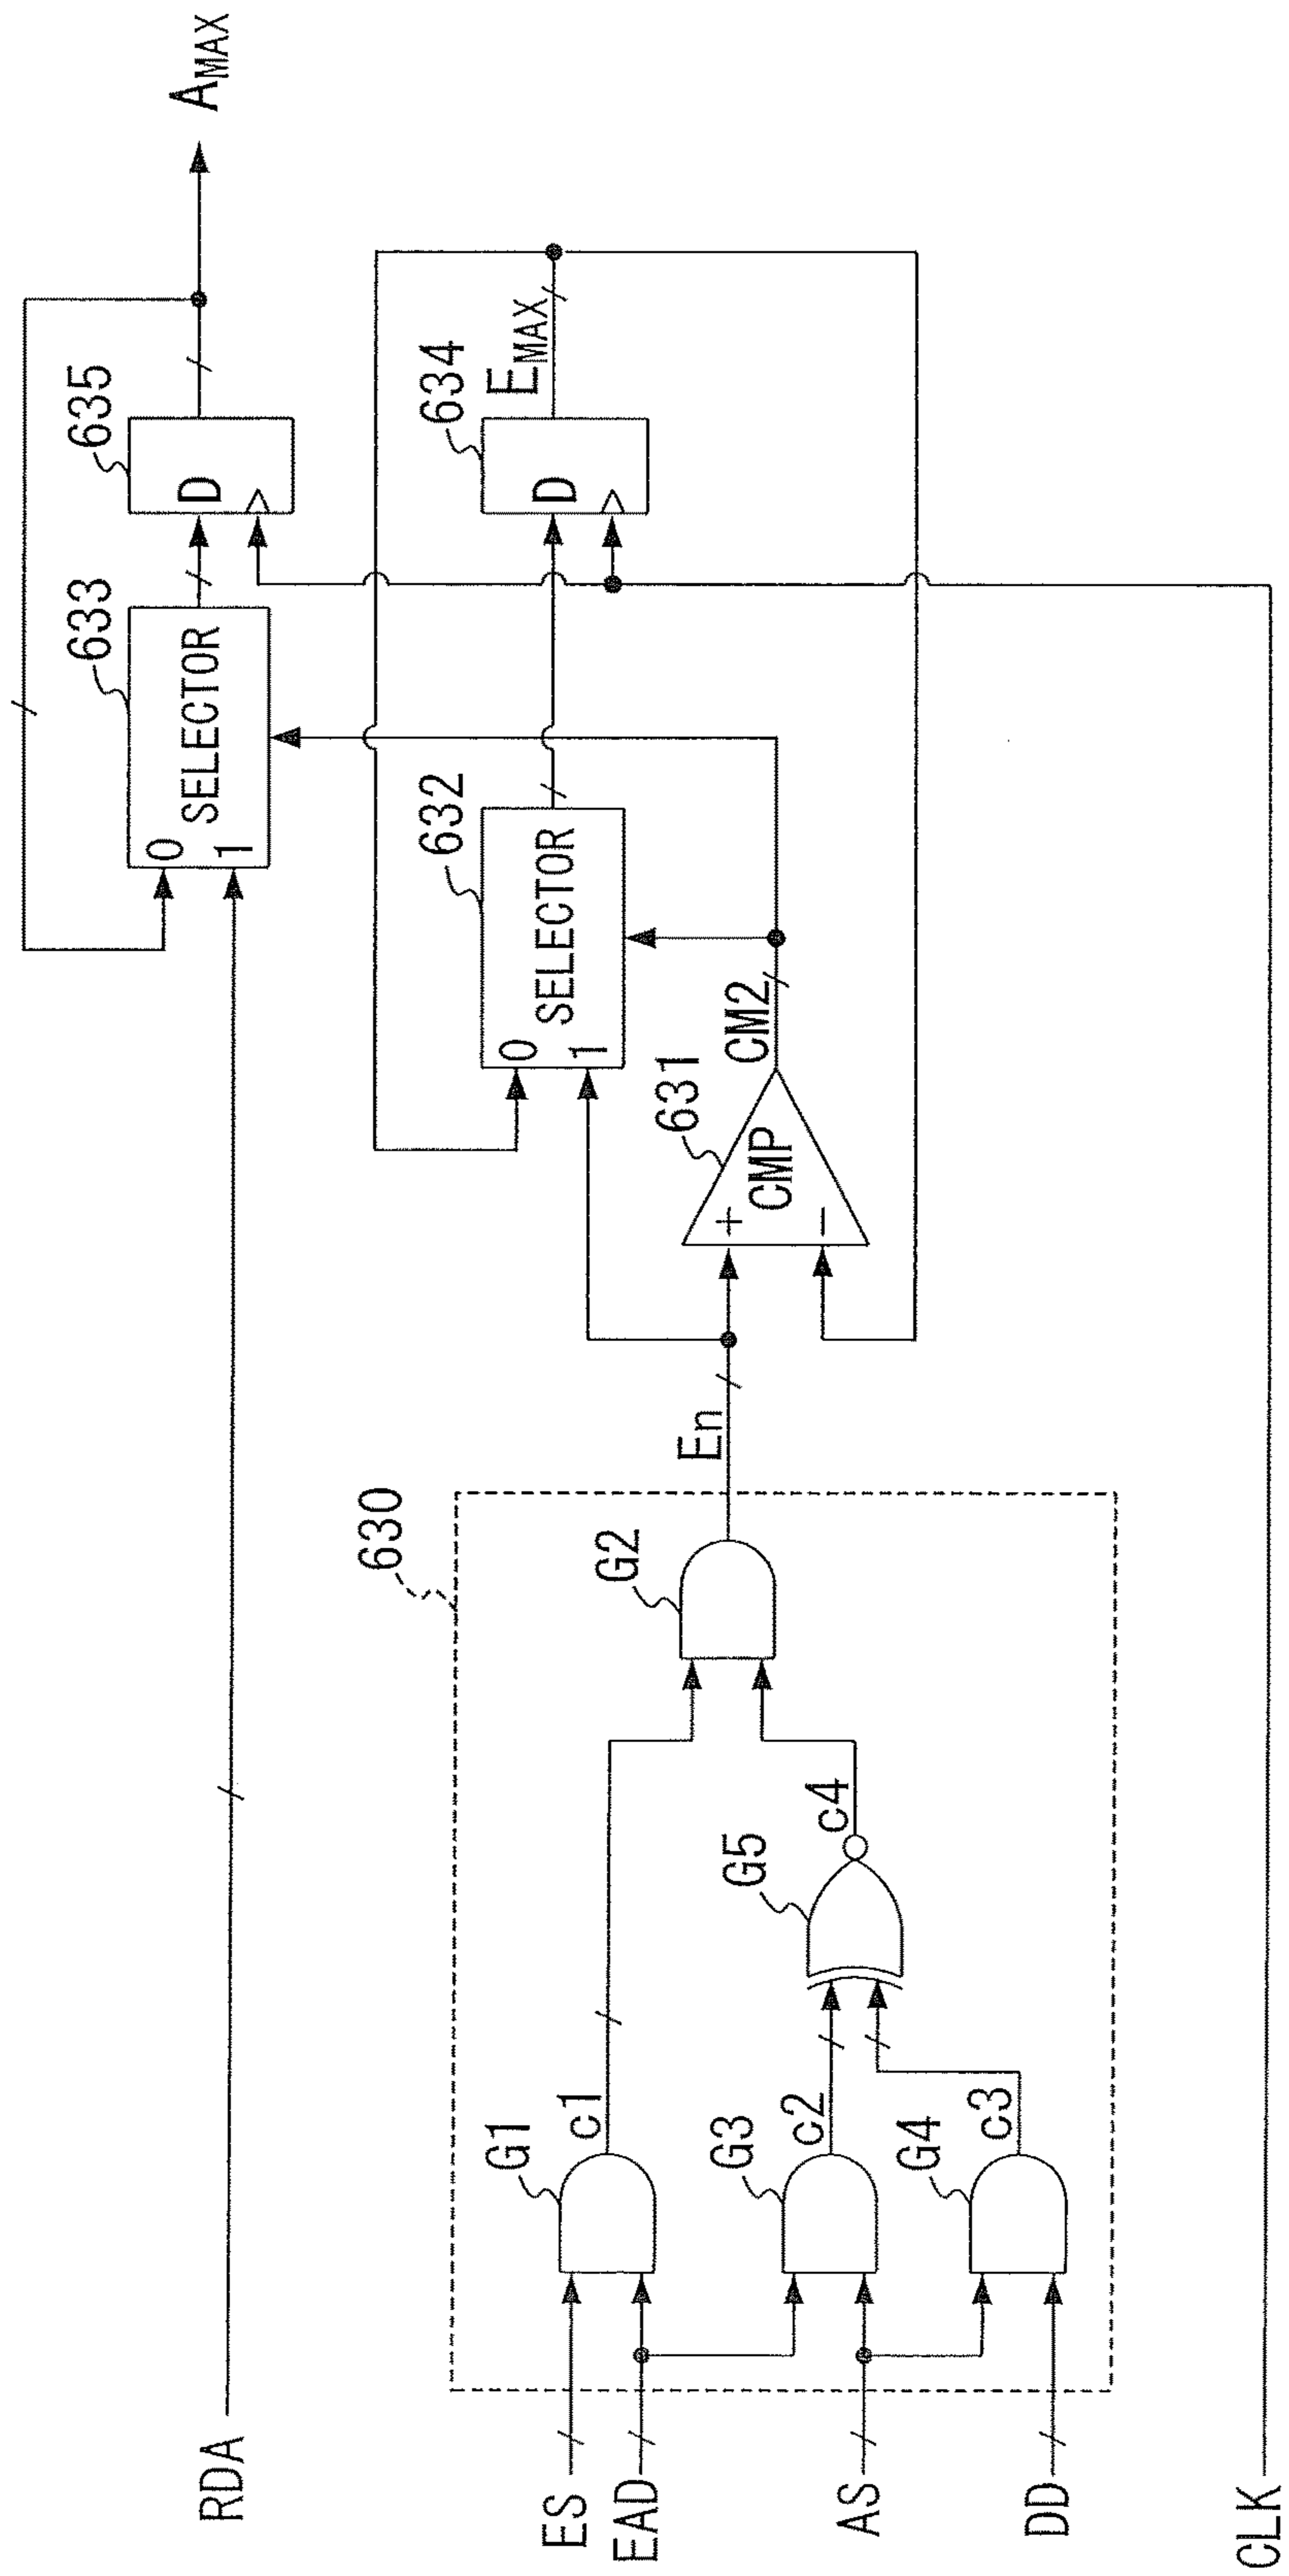 RDA
ES
EAD
AS
DD
CLK
630
G1
c1
G3
c2
G4
c3
G5
c4
G2
En
631
CMP
+
−
CM2
632
SELECTOR
0
1
633
SELECTOR
0
1
634
D
EMAX
635
D
AMAX